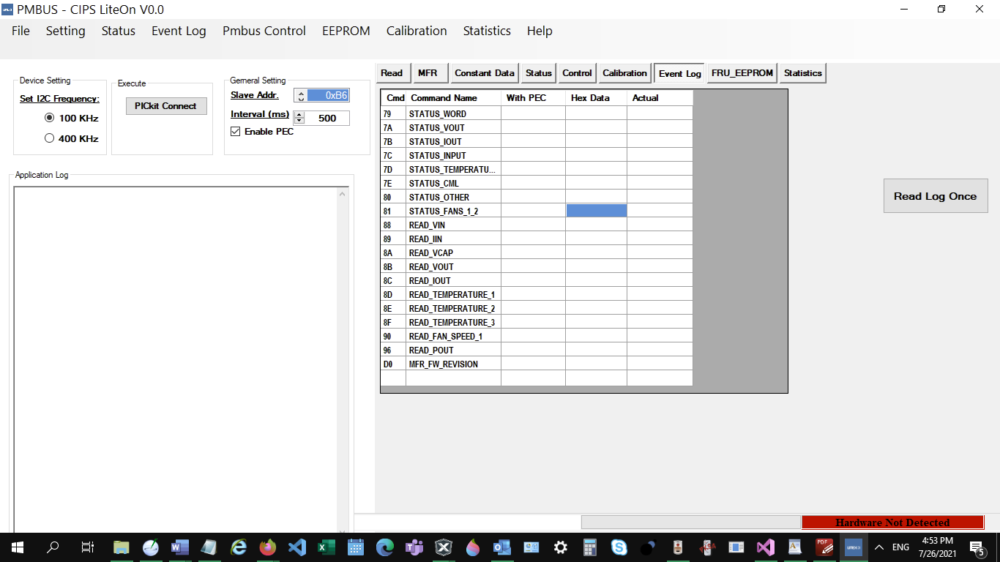 PMBUS - CIPS LiteOn V0.0
File Setting Status Event Log Pmbus Control EEPROM Calibration Statistics Help
Device Setting
Set I2C Frequency:
100 KHz
400 KHz
Execute
PICkit Connect
Gemeral Setting
Slave Addr. 0xB6
Interval (ms) 500
Enable PEC
Application Log
Read MFR Constant Data Status Control Calibration Event Log FRU_EEPROM Statistics
Cmd Command Name With PEC Hex Data Actual
79 STATUS_WORD
7A STATUS_VOUT
7B STATUS_IOUT
7C STATUS_INPUT
7D STATUS_TEMPERATU...
7E STATUS_CML
80 STATUS_OTHER
81 STATUS_FANS_1_2
88 READ_VIN
89 READ_IIN
8A READ_VCAP
8B READ_VOUT
8C READ_IOUT
8D READ_TEMPERATURE_1
8E READ_TEMPERATURE_2
8F READ_TEMPERATURE_3
90 READ_FAN_SPEED_1
96 READ_POUT
D0 MFR_FW_REVISION
Read Log Once
Hardware Not Detected
ENG
4:53 PM
7/26/2021
5